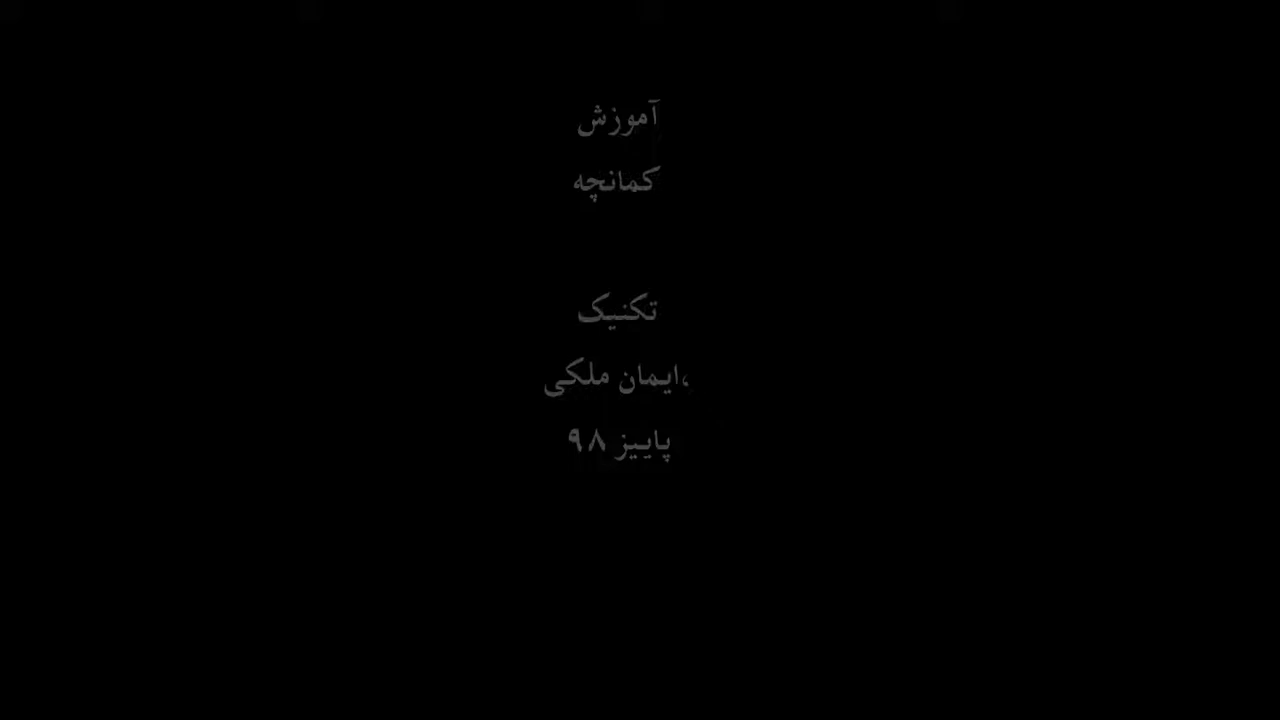 آموزش
کمانچه
تکنیک
،ایمان ملکی
پاییز ۹۸